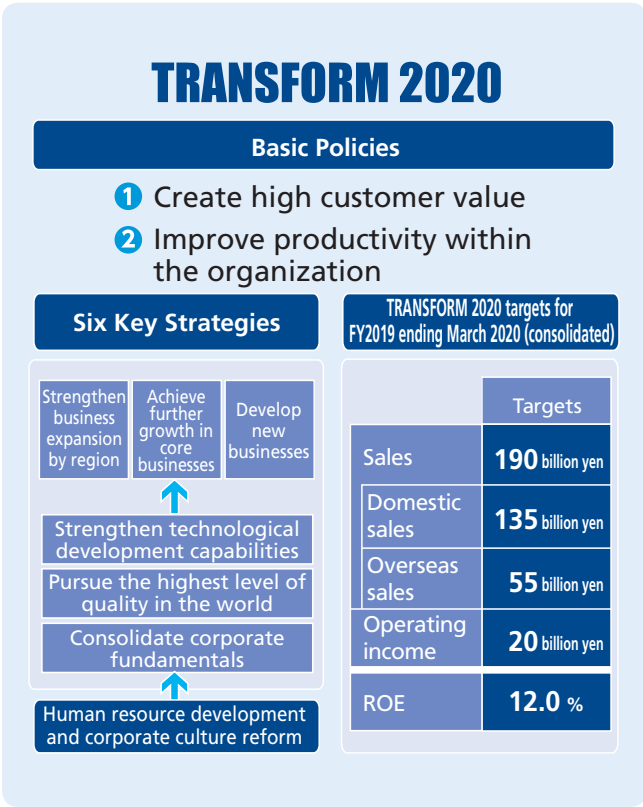 TRANSFORM 2020
Basic Policies
1 Create high customer value
2 Improve productivity within
the organization
Six Key Strategies
Strengthen
business
expansion
by region
Achieve
further
growth in
core
businesses
Develop
new
businesses
Strengthen technological
development capabilities
Pursue the highest level of
quality in the world
Consolidate corporate
fundamentals
Human resource development
and corporate culture reform
TRANSFORM 2020 targets for
FY2019 ending March 2020 (consolidated)
Targets
Sales 190 billion yen
Domestic
sales 135 billion yen
Overseas
sales 55 billion yen
Operating
income 20 billion yen
ROE 12.0 %